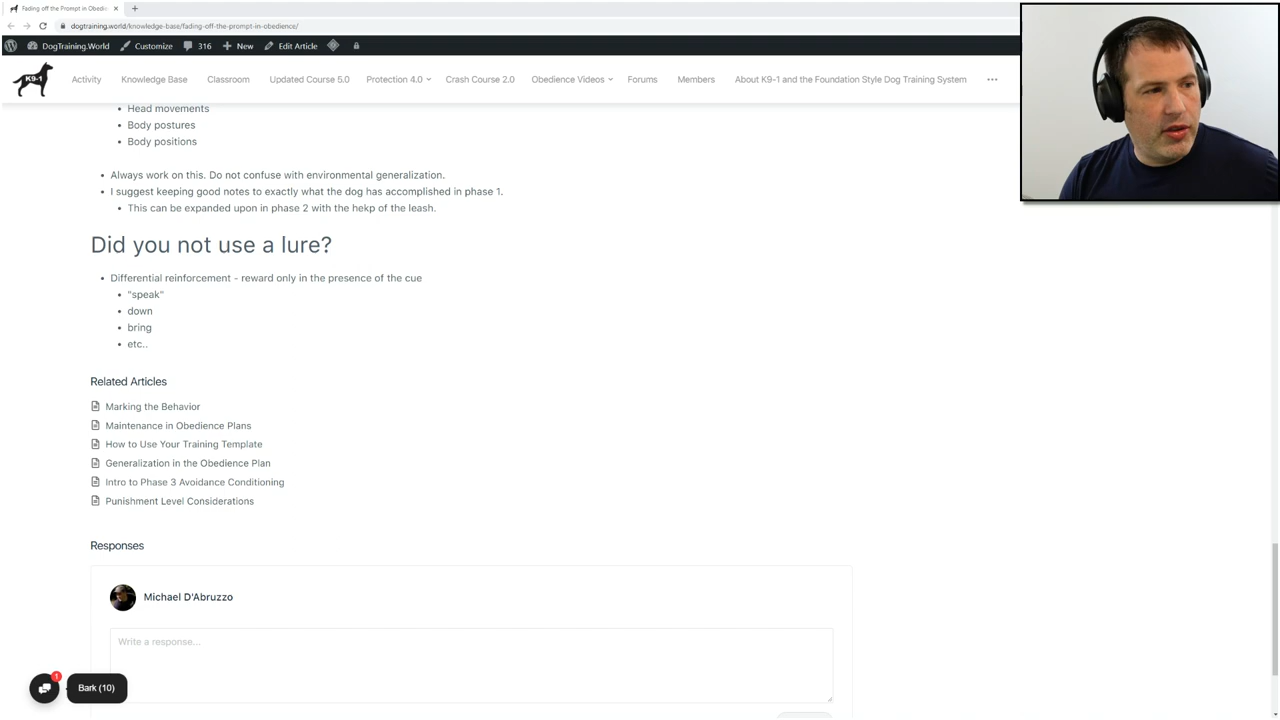 Fading off the Prompt in Obedi
dogtraining.world/knowledge-base/fading-off-the-prompt-in-obedience/
DogTraining.World Customize 316 New Edit Article
K9-1 Activity Knowledge Base Classroom Updated Course 5.0 Protection 4.0 Crash Course 2.0 Obedience Videos Forums Members About K9-1 and the Foundation Style Dog Training System ...
• Head movements
• Body postures
• Body positions
• Always work on this. Do not confuse with environmental generalization.
• I suggest keeping good notes to exactly what the dog has accomplished in phase 1.
• This can be expanded upon in phase 2 with the hekp of the leash.
Did you not use a lure?
• Differential reinforcement - reward only in the presence of the cue
• "speak"
• down
• bring
• etc..
Related Articles
Marking the Behavior
Maintenance in Obedience Plans
How to Use Your Training Template
Generalization in the Obedience Plan
Intro to Phase 3 Avoidance Conditioning
Punishment Level Considerations
Responses
Michael D'Abruzzo
Write a response...
1
Bark (10)